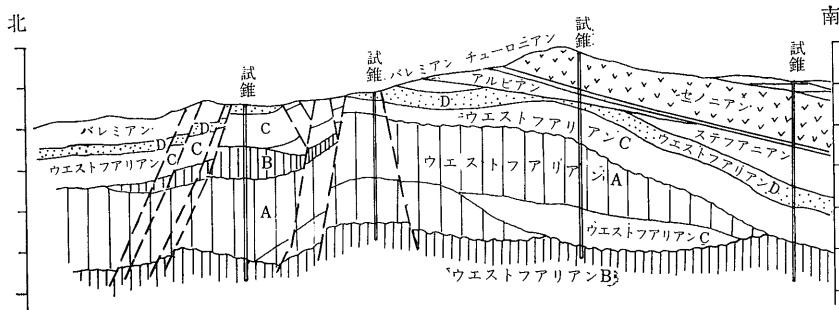 北
南
試錐
試錐
試錐
試錐
バレミアン
チューロニアン
アルビアン
セノニアン
ステファニアン
バレミアン
D
D
C
D
ウエストフアリアンC
ウエストフアリアンD
ウエストフアリアン
C
C
B
ウエストフアリアン
A
A
ウエストフアリアンC
ウエストフアリアンB